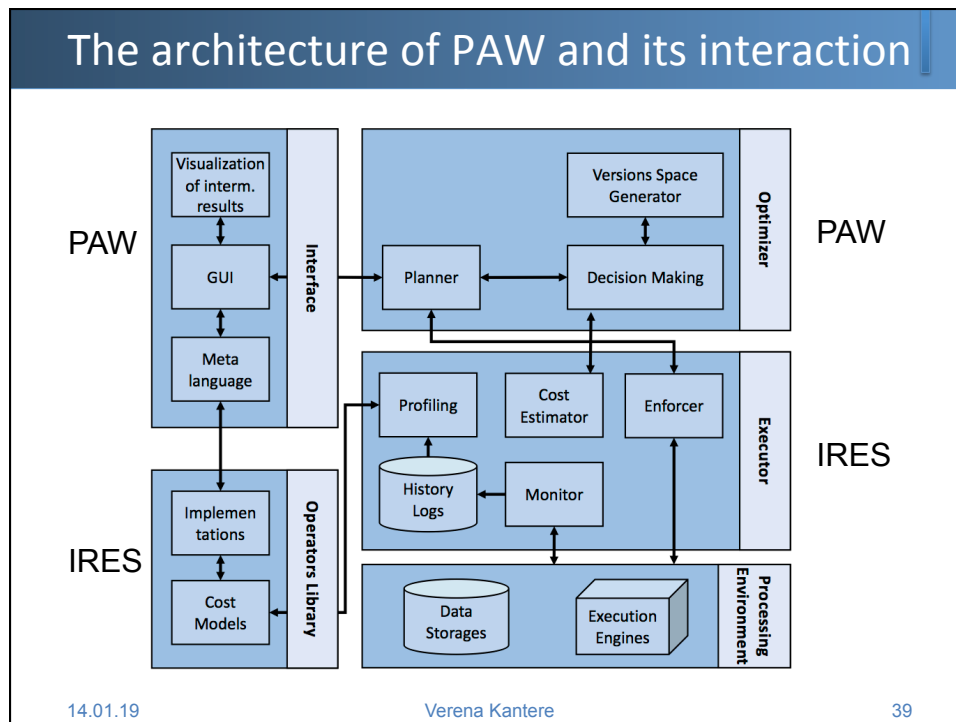 The architecture of PAW and its interaction
PAW
Visualization
of interm.
results
GUI
Meta
language
Interface
Versions Space
Generator
Planner
Decision Making
Optimizer
PAW
Profiling
Cost
Estimator
Enforcer
History
Logs
Monitor
Executor
IRES
IRES
Implemen
tations
Cost
Models
Operators Library
Data
Storages
Execution
Engines
Processing
Environment
14.01.19
Verena Kantere
39